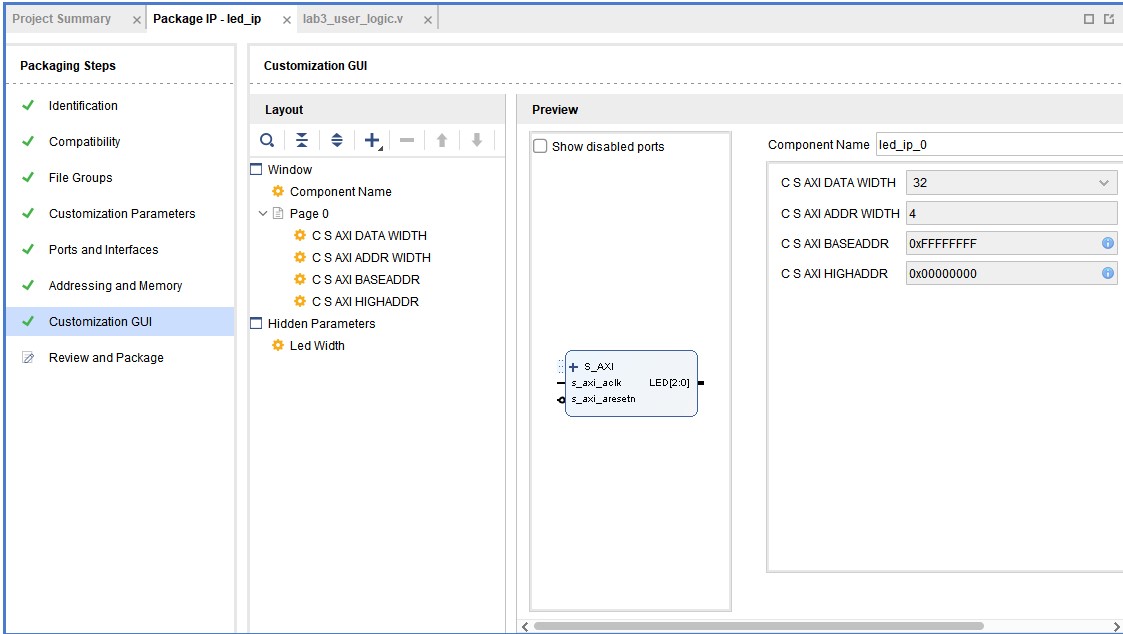 Project Summary
Package IP - led_ip
lab3_user_logic.v
Packaging Steps
Identification
Compatibility
File Groups
Customization Parameters
Ports and Interfaces
Addressing and Memory
Customization GUI
Review and Package
Customization GUI
Layout
Window
Component Name
Page 0
C S AXI DATA WIDTH
C S AXI ADDR WIDTH
C S AXI BASEADDR
C S AXI HIGHADDR
Hidden Parameters
Led Width
Preview
Show disabled ports
S_AXI
s_axi_aclk LED[2:0]
s_axi_aresetn
Component Name led_ip_0
C S AXI DATA WIDTH 32
C S AXI ADDR WIDTH 4
C S AXI BASEADDR 0xFFFFFFFF
C S AXI HIGHADDR 0x00000000